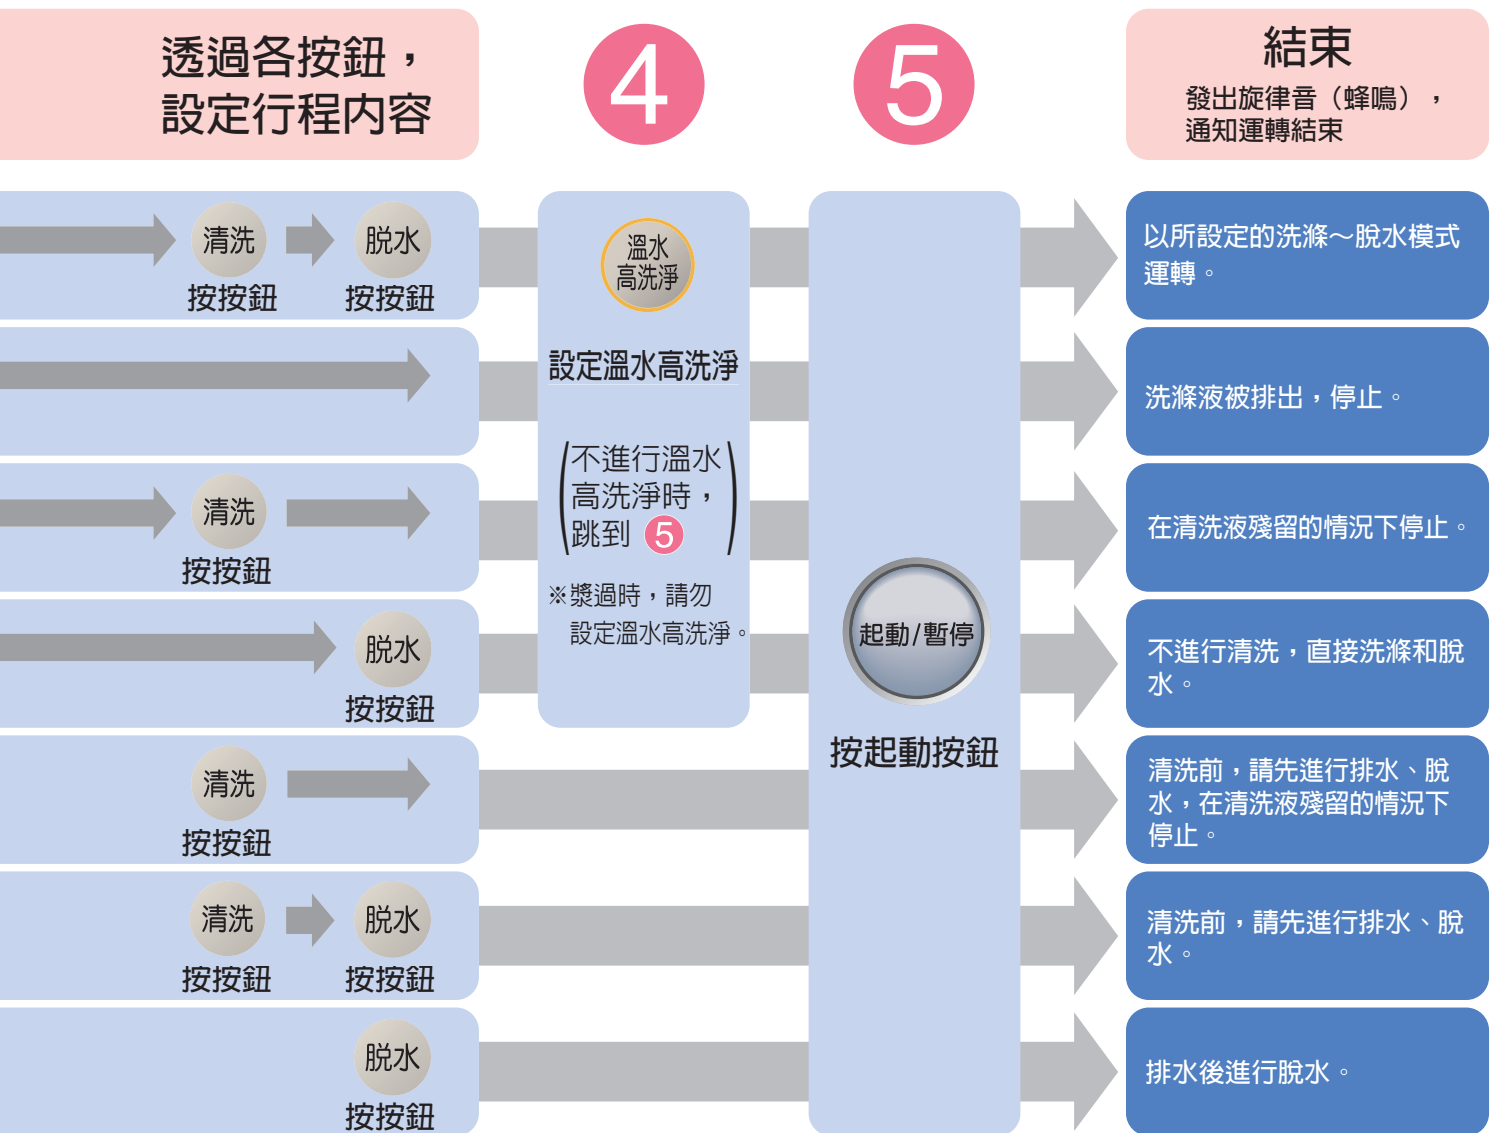 透過各按鈕，
設定行程內容
4
5
結束
發出旋律音（蜂鳴），
通知運轉結束
清洗
按按鈕
脱水
按按鈕
溫水
高洗淨
設定溫水高洗淨
(不進行溫水
高洗淨時，
跳到 5)
※漿過時，請勿
設定溫水高洗淨。
起動/暫停
按起動按鈕
以所設定的洗滌～脫水模式
運轉。
洗滌液被排出，停止。
清洗
按按鈕
在清洗液殘留的情況下停止。
脱水
按按鈕
不進行清洗，直接洗滌和脫
水。
清洗
按按鈕
清洗前，請先進行排水、脫
水，在清洗液殘留的情況下
停止。
清洗
按按鈕
脱水
按按鈕
清洗前，請先進行排水、脫
水。
脱水
按按鈕
排水後進行脫水。